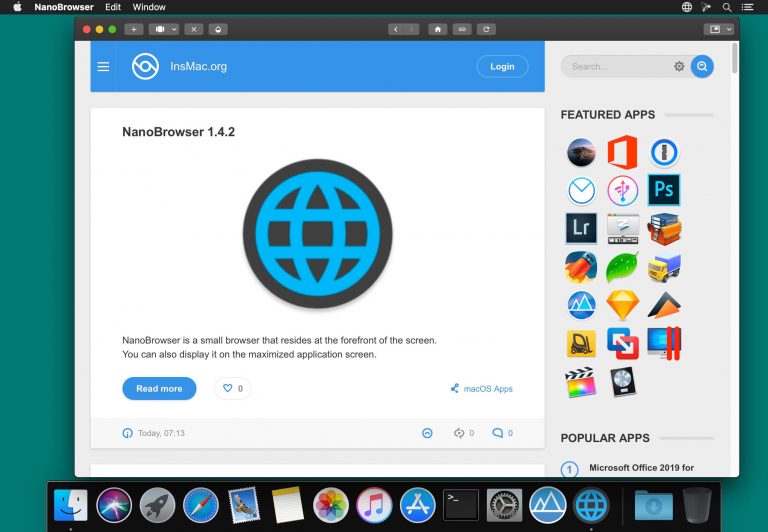 NanoBrowser Edit Window
InsMac.org
Login
Search...
NanoBrowser 1.4.2
FEATURED APPS
Ps
Lr
NanoBrowser is a small browser that resides at the forefront of the screen.
You can also display it on the maximized application screen.
Read more
0
macOS Apps
Today, 07:13
0
0
POPULAR APPS
1
Microsoft Office 2019 for
>_